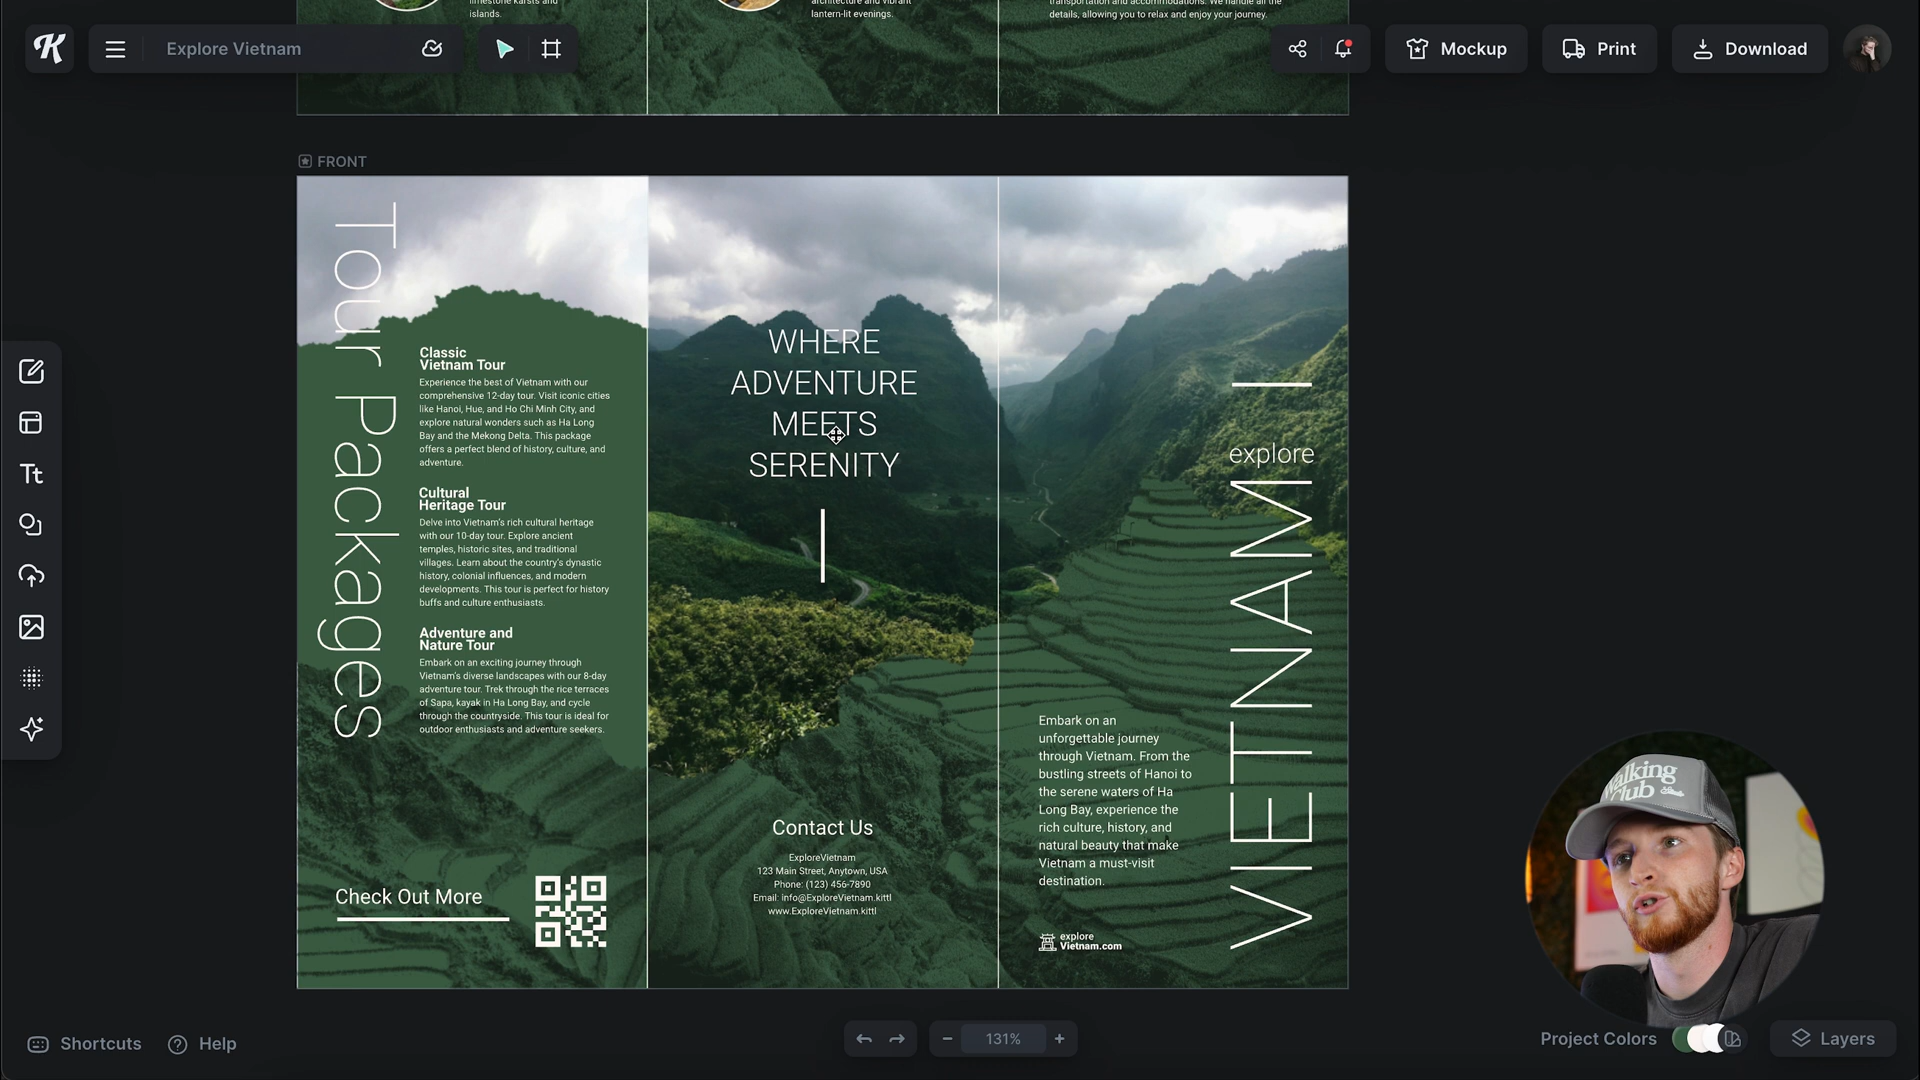 limestone karsts and
islands.
architecture and vibrant
lantern-lit evenings.
transportation and accommodations. We handle all the
details, allowing you to relax and enjoy your journey.
K
Explore Vietnam
Mockup
Print
Download
FRONT
Tour Packages
Classic
Vietnam Tour
Experience the best of Vietnam with our
comprehensive 12-day tour. Visit iconic cities
like Hanoi, Hue, and Ho Chi Minh City, and
explore natural wonders such as Ha Long
Bay and the Mekong Delta. This package
offers a perfect blend of history, culture, and
adventure.
Cultural
Heritage Tour
Delve into Vietnam's rich cultural heritage
with our 10-day tour. Explore ancient
temples, historic sites, and traditional
villages. Learn about the country's dynastic
history, colonial influences, and modern
developments. This tour is perfect for history
buffs and culture enthusiasts.
Adventure and
Nature Tour
Embark on an exciting journey through
Vietnam's diverse landscapes with our 8-day
adventure tour. Trek through the rice terraces
of Sapa, kayak in Ha Long Bay, and cycle
through the countryside. This tour is ideal for
outdoor enthusiasts and adventure seekers.
Check Out More
WHERE
ADVENTURE
MEETS
SERENITY
Contact Us
ExploreVietnam
123 Main Street, Anytown, USA
Phone: (123) 456-7890
Email: info@ExploreVietnam.kittl
www.ExploreVietnam.kittl
explore
VIETNAM
Embark on an
unforgettable journey
through Vietnam. From the
bustling streets of Hanoi to
the serene waters of Ha
Long Bay, experience the
rich culture, history, and
natural beauty that make
Vietnam a must-visit
destination.
explore
Vietnam.com
Tt
Walking
Club
Shortcuts
Help
131%
Project Colors
Layers